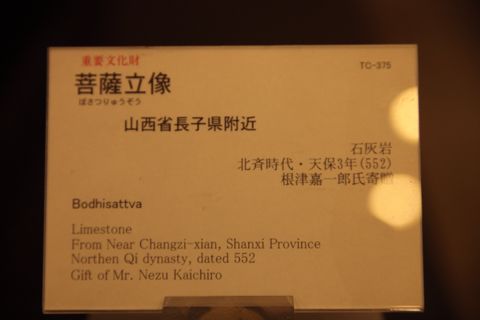 重要文化財
TC-375
菩薩立像
ぼさつりゅうぞう
山西省長子県附近
石灰岩
北斉時代・天保3年(552)
根津嘉一郎氏寄贈
Bodhisattva
Limestone
From Near Changzi-xian, Shanxi Province
Northen Qi dynasty, dated 552
Gift of Mr. Nezu Kaichiro